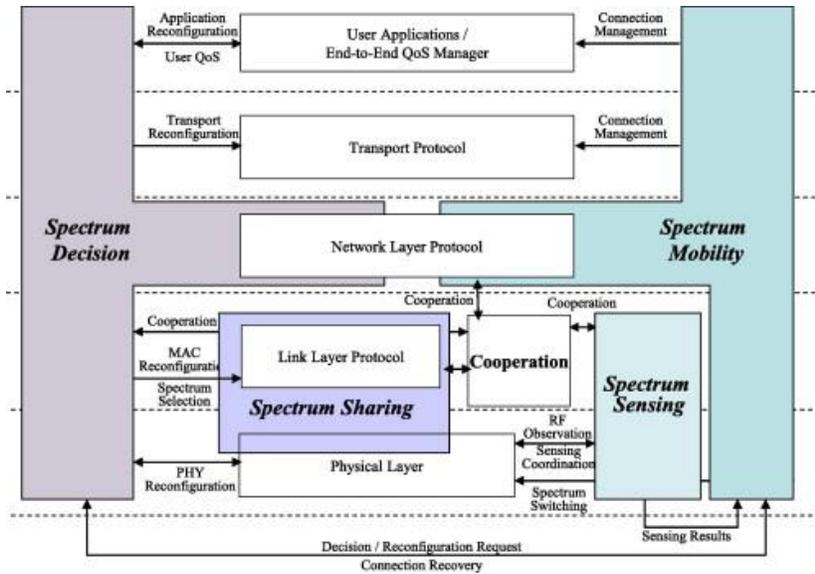 Application
Reconfiguration
User QoS
User Applications /
End-to-End QoS Manager
Connection
Management
Transport
Reconfiguration
Transport Protocol
Connection
Management
Spectrum
Decision
Network Layer Protocol
Spectrum
Mobility
Cooperation
Cooperation
Cooperation
Link Layer Protocol
Cooperation
MAC
Reconfiguratio
Spectrum
Selection
Spectrum Sharing
Spectrum
Sensing
RF
Observation
Sensing
Coordination
Physical Layer
PHY
Reconfiguration
Spectrum
Switching
Sensing Results
Decision / Reconfiguration Request
Connection Recovery